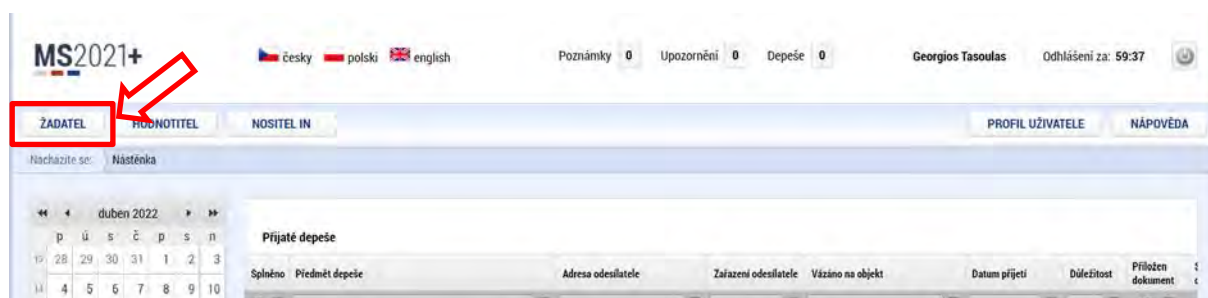 MS2021+ česky polski english Poznámky 0 Upozornění 0 Depeše 0 Georgios Tasoulas Odhlášení za: 59:37
ŽADATEL HODNOTITEL NOSITEL IN PROFIL UŽIVATELE NÁPOVĚDA
Nacházíte se: Nástěnka
duben 2022
p ú s č p s n
28 29 30 31 1 2 3
4 5 6 7 8 9 10
Přijaté depeše
Splněno Předmět depeše Adresa odesílatele Zařazení odesílatele Vázáno na objekt Datum přijetí Důležitost Přiložen dokument